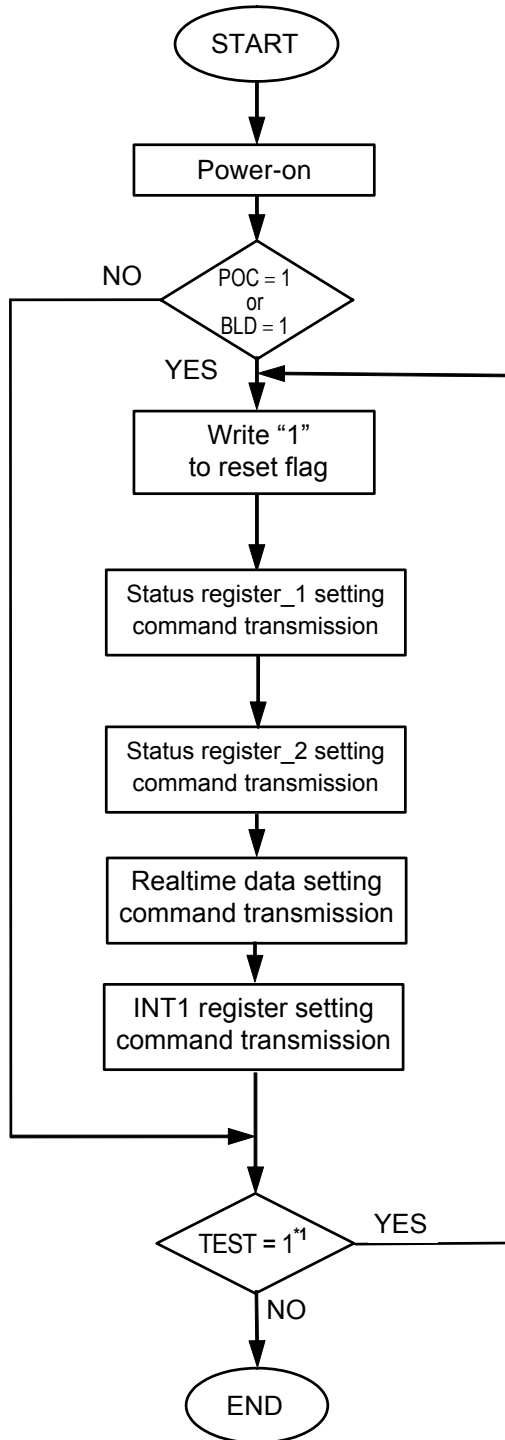 START
Power-on
NO
POC = 1
or
BLD = 1
YES
Write “1”
to reset flag
Status register_1 setting
command transmission
Status register_2 setting
command transmission
Realtime data setting
command transmission
INT1 register setting
command transmission
TEST = 1*1
YES
NO
END